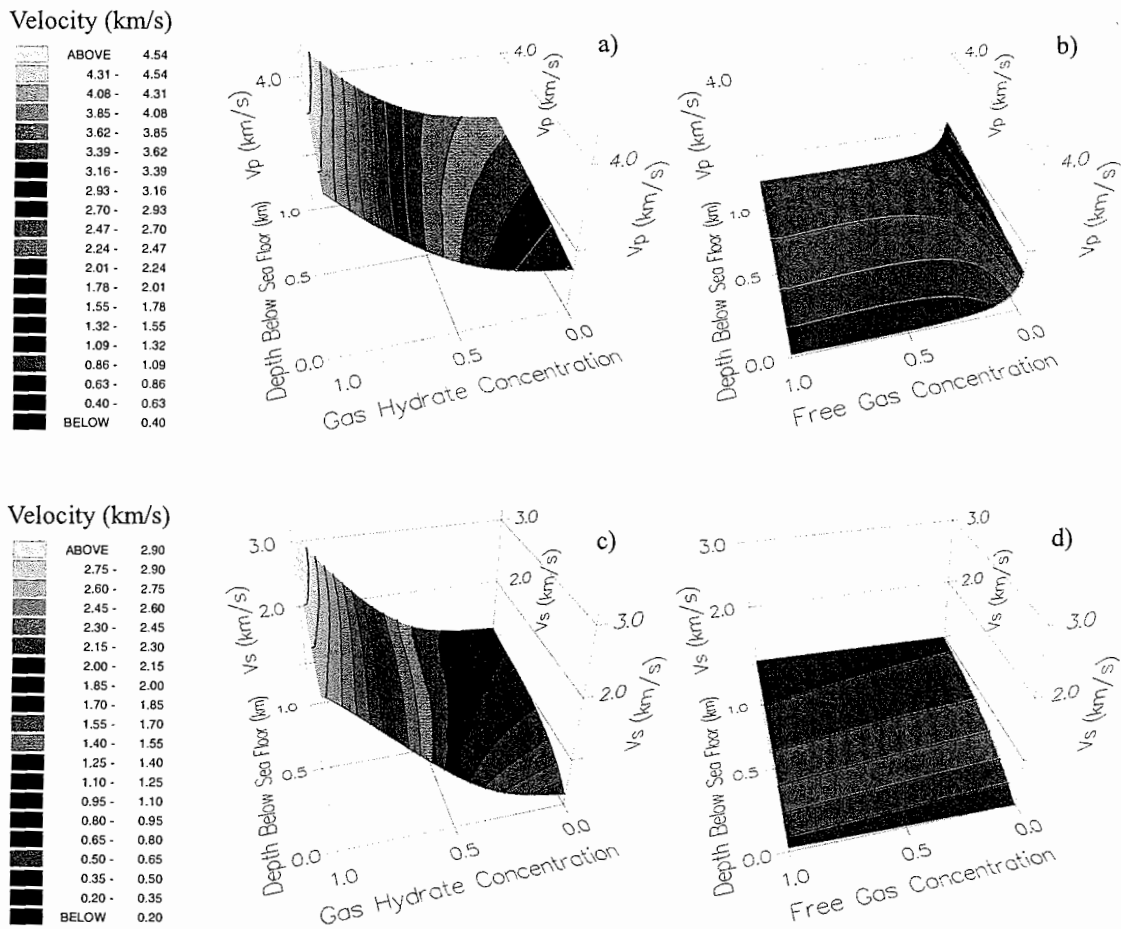 Velocity (km/s)
ABOVE 4.54
4.31 - 4.54
4.08 - 4.31
3.85 - 4.08
3.62 - 3.85
3.39 - 3.62
3.16 - 3.39
2.93 - 3.16
2.70 - 2.93
2.47 - 2.70
2.24 - 2.47
2.01 - 2.24
1.78 - 2.01
1.55 - 1.78
1.32 - 1.55
1.09 - 1.32
0.86 - 1.09
0.63 - 0.86
0.40 - 0.63
BELOW 0.40
a)
4.0
Vp (km/s)
4.0
Vp (km/s)
4.0
Vp (km/s)
1.0
0.5
0.0
Depth Below Sea Floor (km)
1.0
0.5
0.0
Gas Hydrate Concentration
b)
4.0
Vp (km/s)
4.0
Vp (km/s)
4.0
Vp (km/s)
1.0
0.5
0.0
Depth Below Sea Floor (km)
1.0
0.5
0.0
Free Gas Concentration
Velocity (km/s)
ABOVE 2.90
2.75 - 2.90
2.60 - 2.75
2.45 - 2.60
2.30 - 2.45
2.15 - 2.30
2.00 - 2.15
1.85 - 2.00
1.70 - 1.85
1.55 - 1.70
1.40 - 1.55
1.25 - 1.40
1.10 - 1.25
0.95 - 1.10
0.80 - 0.95
0.65 - 0.80
0.50 - 0.65
0.35 - 0.50
0.20 - 0.35
BELOW 0.20
c)
3.0
2.0
Vs (km/s)
3.0
2.0
Vs (km/s)
3.0
2.0
Vs (km/s)
1.0
0.5
0.0
Depth Below Sea Floor (km)
1.0
0.5
0.0
Gas Hydrate Concentration
d)
3.0
2.0
Vs (km/s)
3.0
2.0
Vs (km/s)
3.0
2.0
Vs (km/s)
1.0
0.5
0.0
Depth Below Sea Floor (km)
1.0
0.5
0.0
Free Gas Concentration